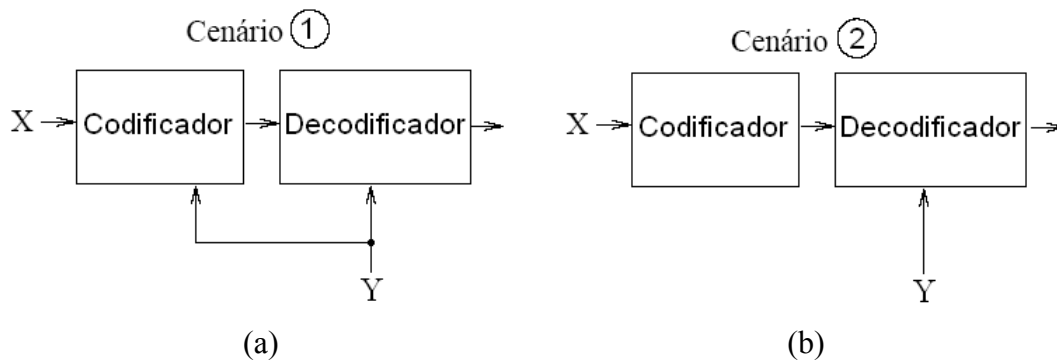 Cenário 1
X
Codificador
Decodificador
Y
(a)
Cenário 2
X
Codificador
Decodificador
Y
(b)